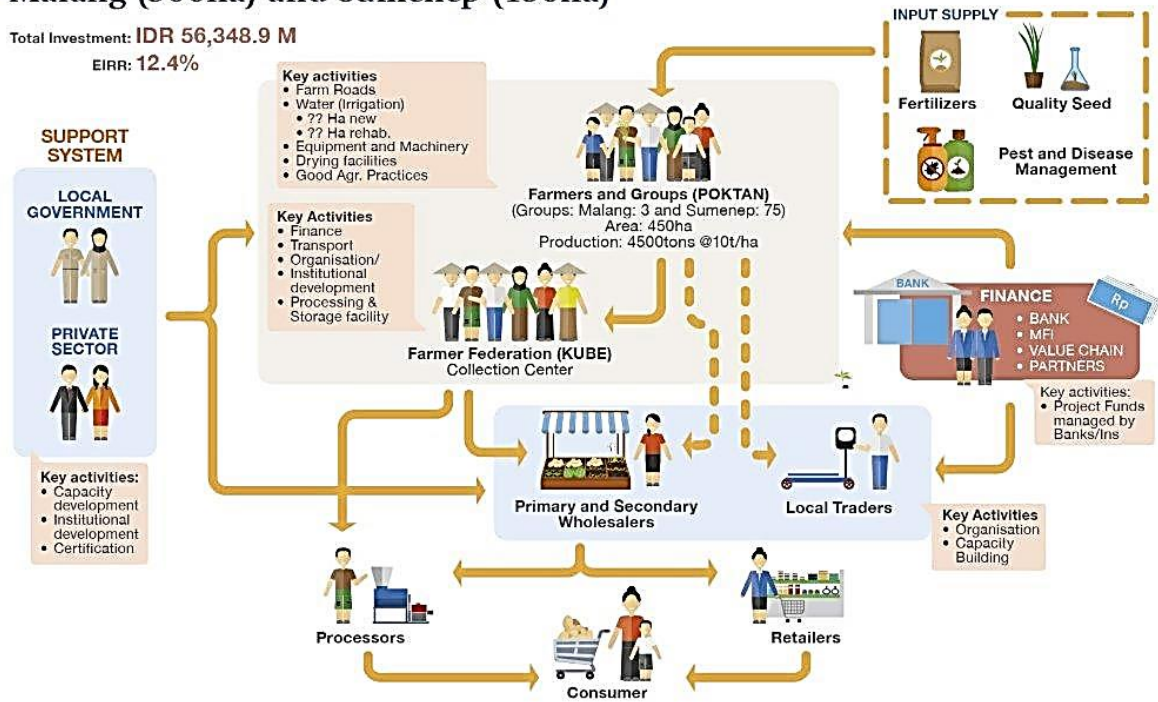 Malang (300ha) and Sumenep (150ha)
Total Investment: IDR 56,348.9 M
EIRR: 12.4%
INPUT SUPPLY
Fertilizers
Quality Seed
Pest and Disease
Management
Key activities
• Farm Roads
• Water (Irrigation)
• ?? Ha new
• ?? Ha rehab.
• Equipment and Machinery
• Drying facilities
• Good Agr. Practices
Farmers and Groups (POKTAN)
(Groups: Malang: 3 and Sumenep: 75)
Area: 450ha
Production: 4500tons @10t/ha
SUPPORT
SYSTEM
LOCAL
GOVERNMENT
PRIVATE
SECTOR
Key activities:
• Capacity
development
• Institutional
development
• Certification
Key Activities
• Finance
• Transport
• Organisation/
• Institutional
development
• Processing &
Storage facility
Farmer Federation (KUBE)
Collection Center
BANK
FINANCE
Rp
• BANK
• MFI
• VALUE CHAIN
• PARTNERS
Key activities:
• Project Funds
managed by
Banks/Ins
Primary and Secondary
Wholesalers
Local Traders
Key Activities
• Organisation
• Capacity
Building
Processors
Retailers
Consumer